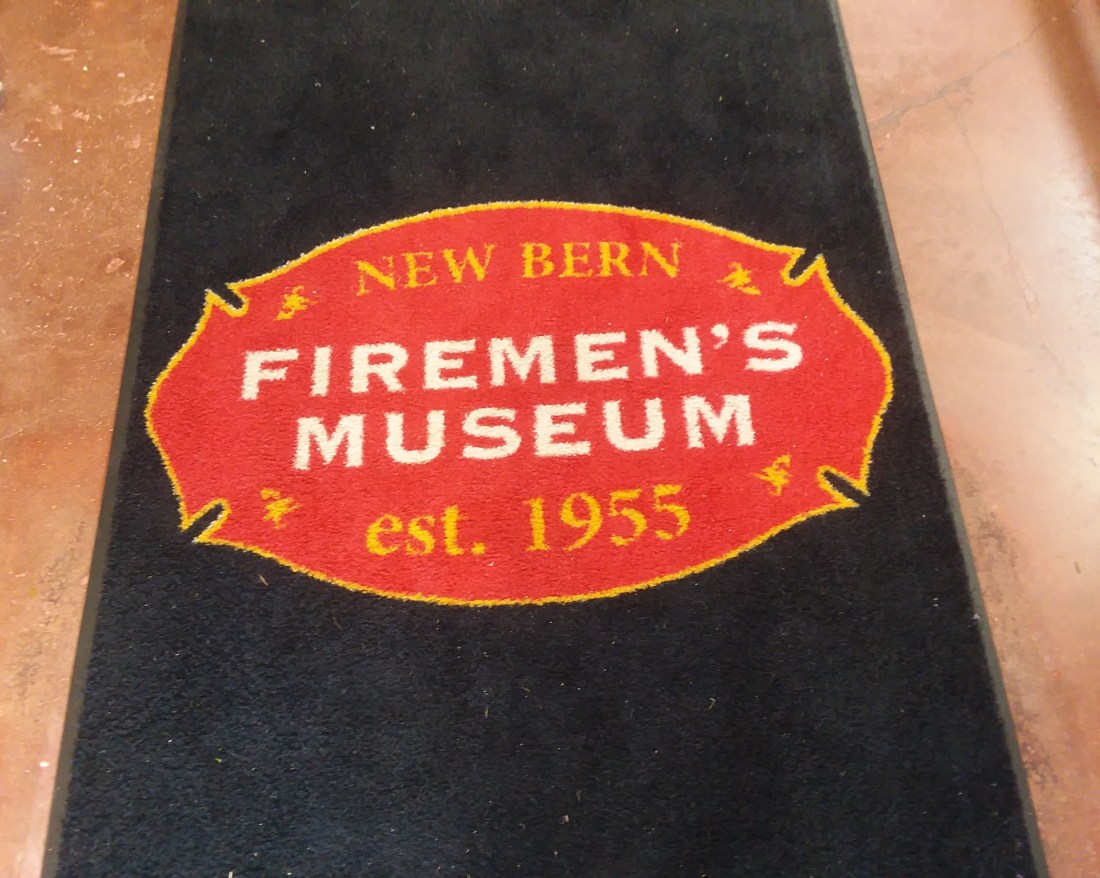 NEW BERN
FIREMEN'S
MUSEUM
est. 1955